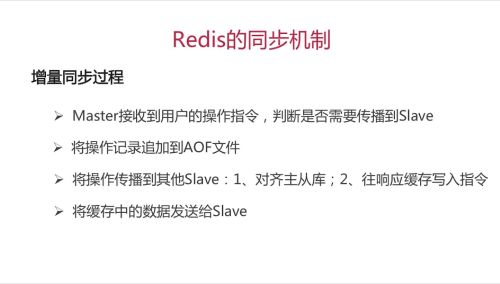 Redis的同步机制
增量同步过程
➢ Master接收到用户的操作指令，判断是否需要传播到Slave
➢ 将操作记录追加到AOF文件
➢ 将操作传播到其他Slave：1、对齐主从库；2、往响应缓存写入指令
➢ 将缓存中的数据发送给Slave